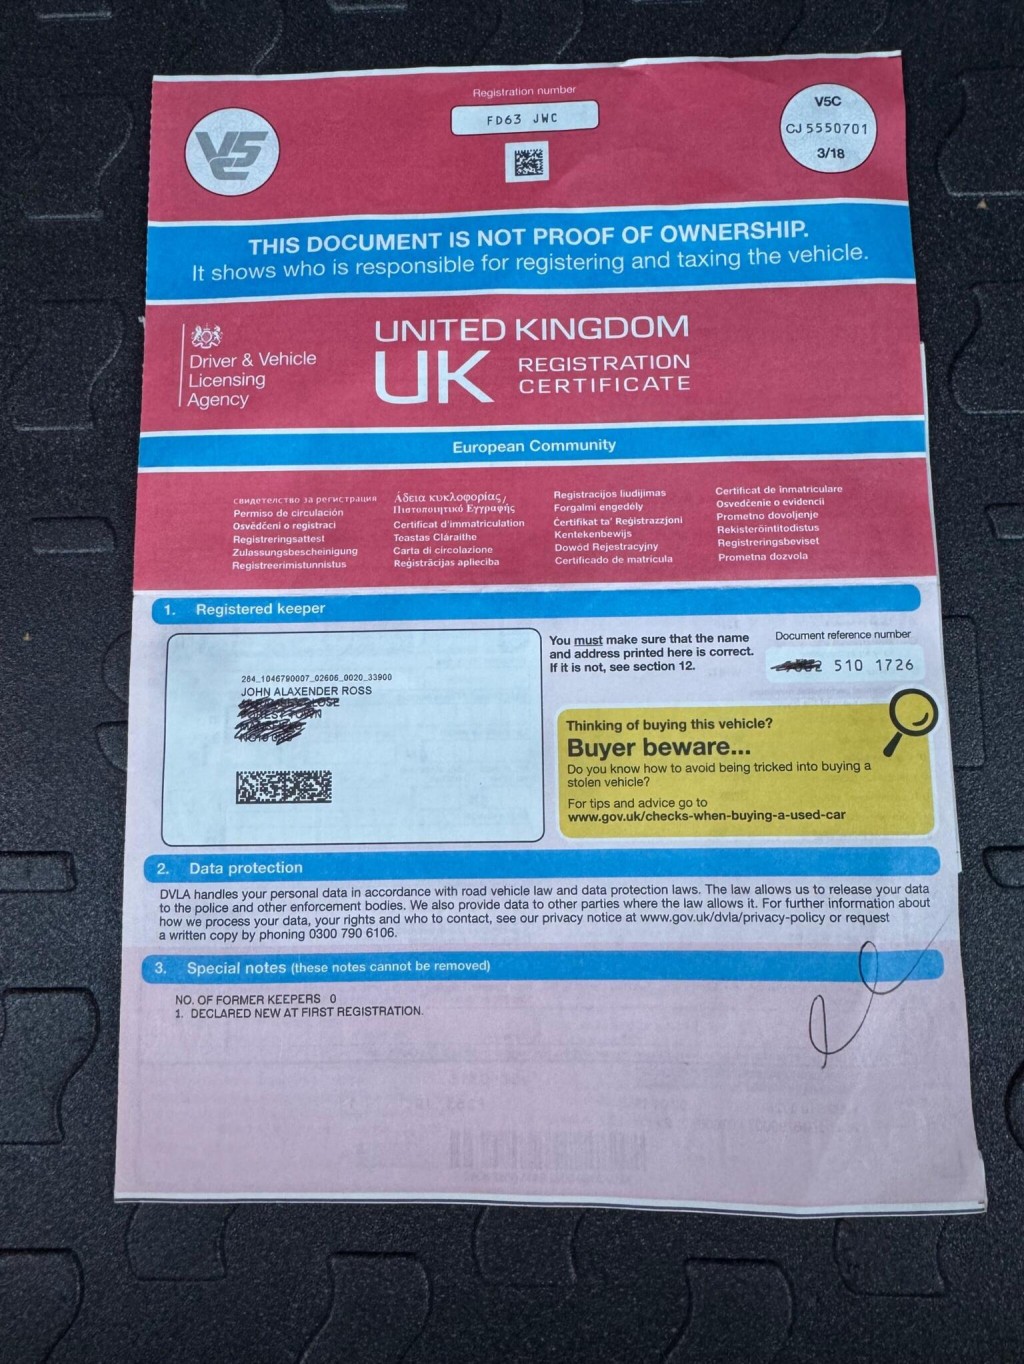 Registration number
FD63 JWC
V5C
V5C
CJ 5550701
3/18
THIS DOCUMENT IS NOT PROOF OF OWNERSHIP.
It shows who is responsible for registering and taxing the vehicle.
Driver & Vehicle
Licensing
Agency
UNITED KINGDOM
UK
REGISTRATION
CERTIFICATE
European Community
Свидетелство за регистрация
Permiso de circulación
Osvědčení o registraci
Registreringsattest
Zulassungsbescheinigung
Registreerimistunnistus
Άδεια κυκλοφορίας/
Πιστοποιητικό Εγγραφής
Certificat d'immatriculation
Teastas Cláraithe
Carta di circolazione
Reģistrācijas apliecība
Registracijos liudijimas
Forgalmi engedély
Ċertifikat ta' Reġistrazzjoni
Kentekenbewijs
Dowód Rejestracyjny
Certificado de matrícula
Certificat de înmatriculare
Osvedčenie o evidencii
Prometno dovoljenje
Rekisteröintitodistus
Registreringsbeviset
Prometna dozvola
1. Registered keeper
264_1046790007_02606_0020_33900
JOHN ALAXENDER ROSS
You must make sure that the name
and address printed here is correct.
If it is not, see section 12.
Document reference number
510 1726
Thinking of buying this vehicle?
Buyer beware...
Do you know how to avoid being tricked into buying a
stolen vehicle?
For tips and advice go to
www.gov.uk/checks-when-buying-a-used-car
2. Data protection
DVLA handles your personal data in accordance with road vehicle law and data protection laws. The law allows us to release your data
to the police and other enforcement bodies. We also provide data to other parties where the law allows it. For further information about
how we process your data, your rights and who to contact, see our privacy notice at www.gov.uk/dvla/privacy-policy or request
a written copy by phoning 0300 790 6106.
3. Special notes (these notes cannot be removed)
NO. OF FORMER KEEPERS 0
1. DECLARED NEW AT FIRST REGISTRATION.